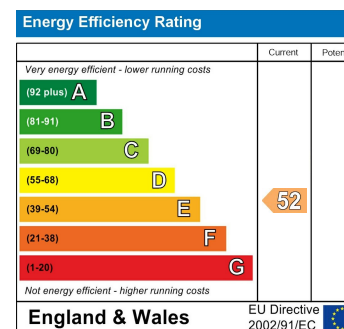 Energy Efficiency Rating
Current
Very energy efficient - lower running costs
(92 plus) A
(81-91) B
(69-80) C
(55-68) D
(39-54) E
52
(21-38) F
(1-20) G
Not energy efficient - higher running costs
England & Wales
EU Directive
2002/91/EC